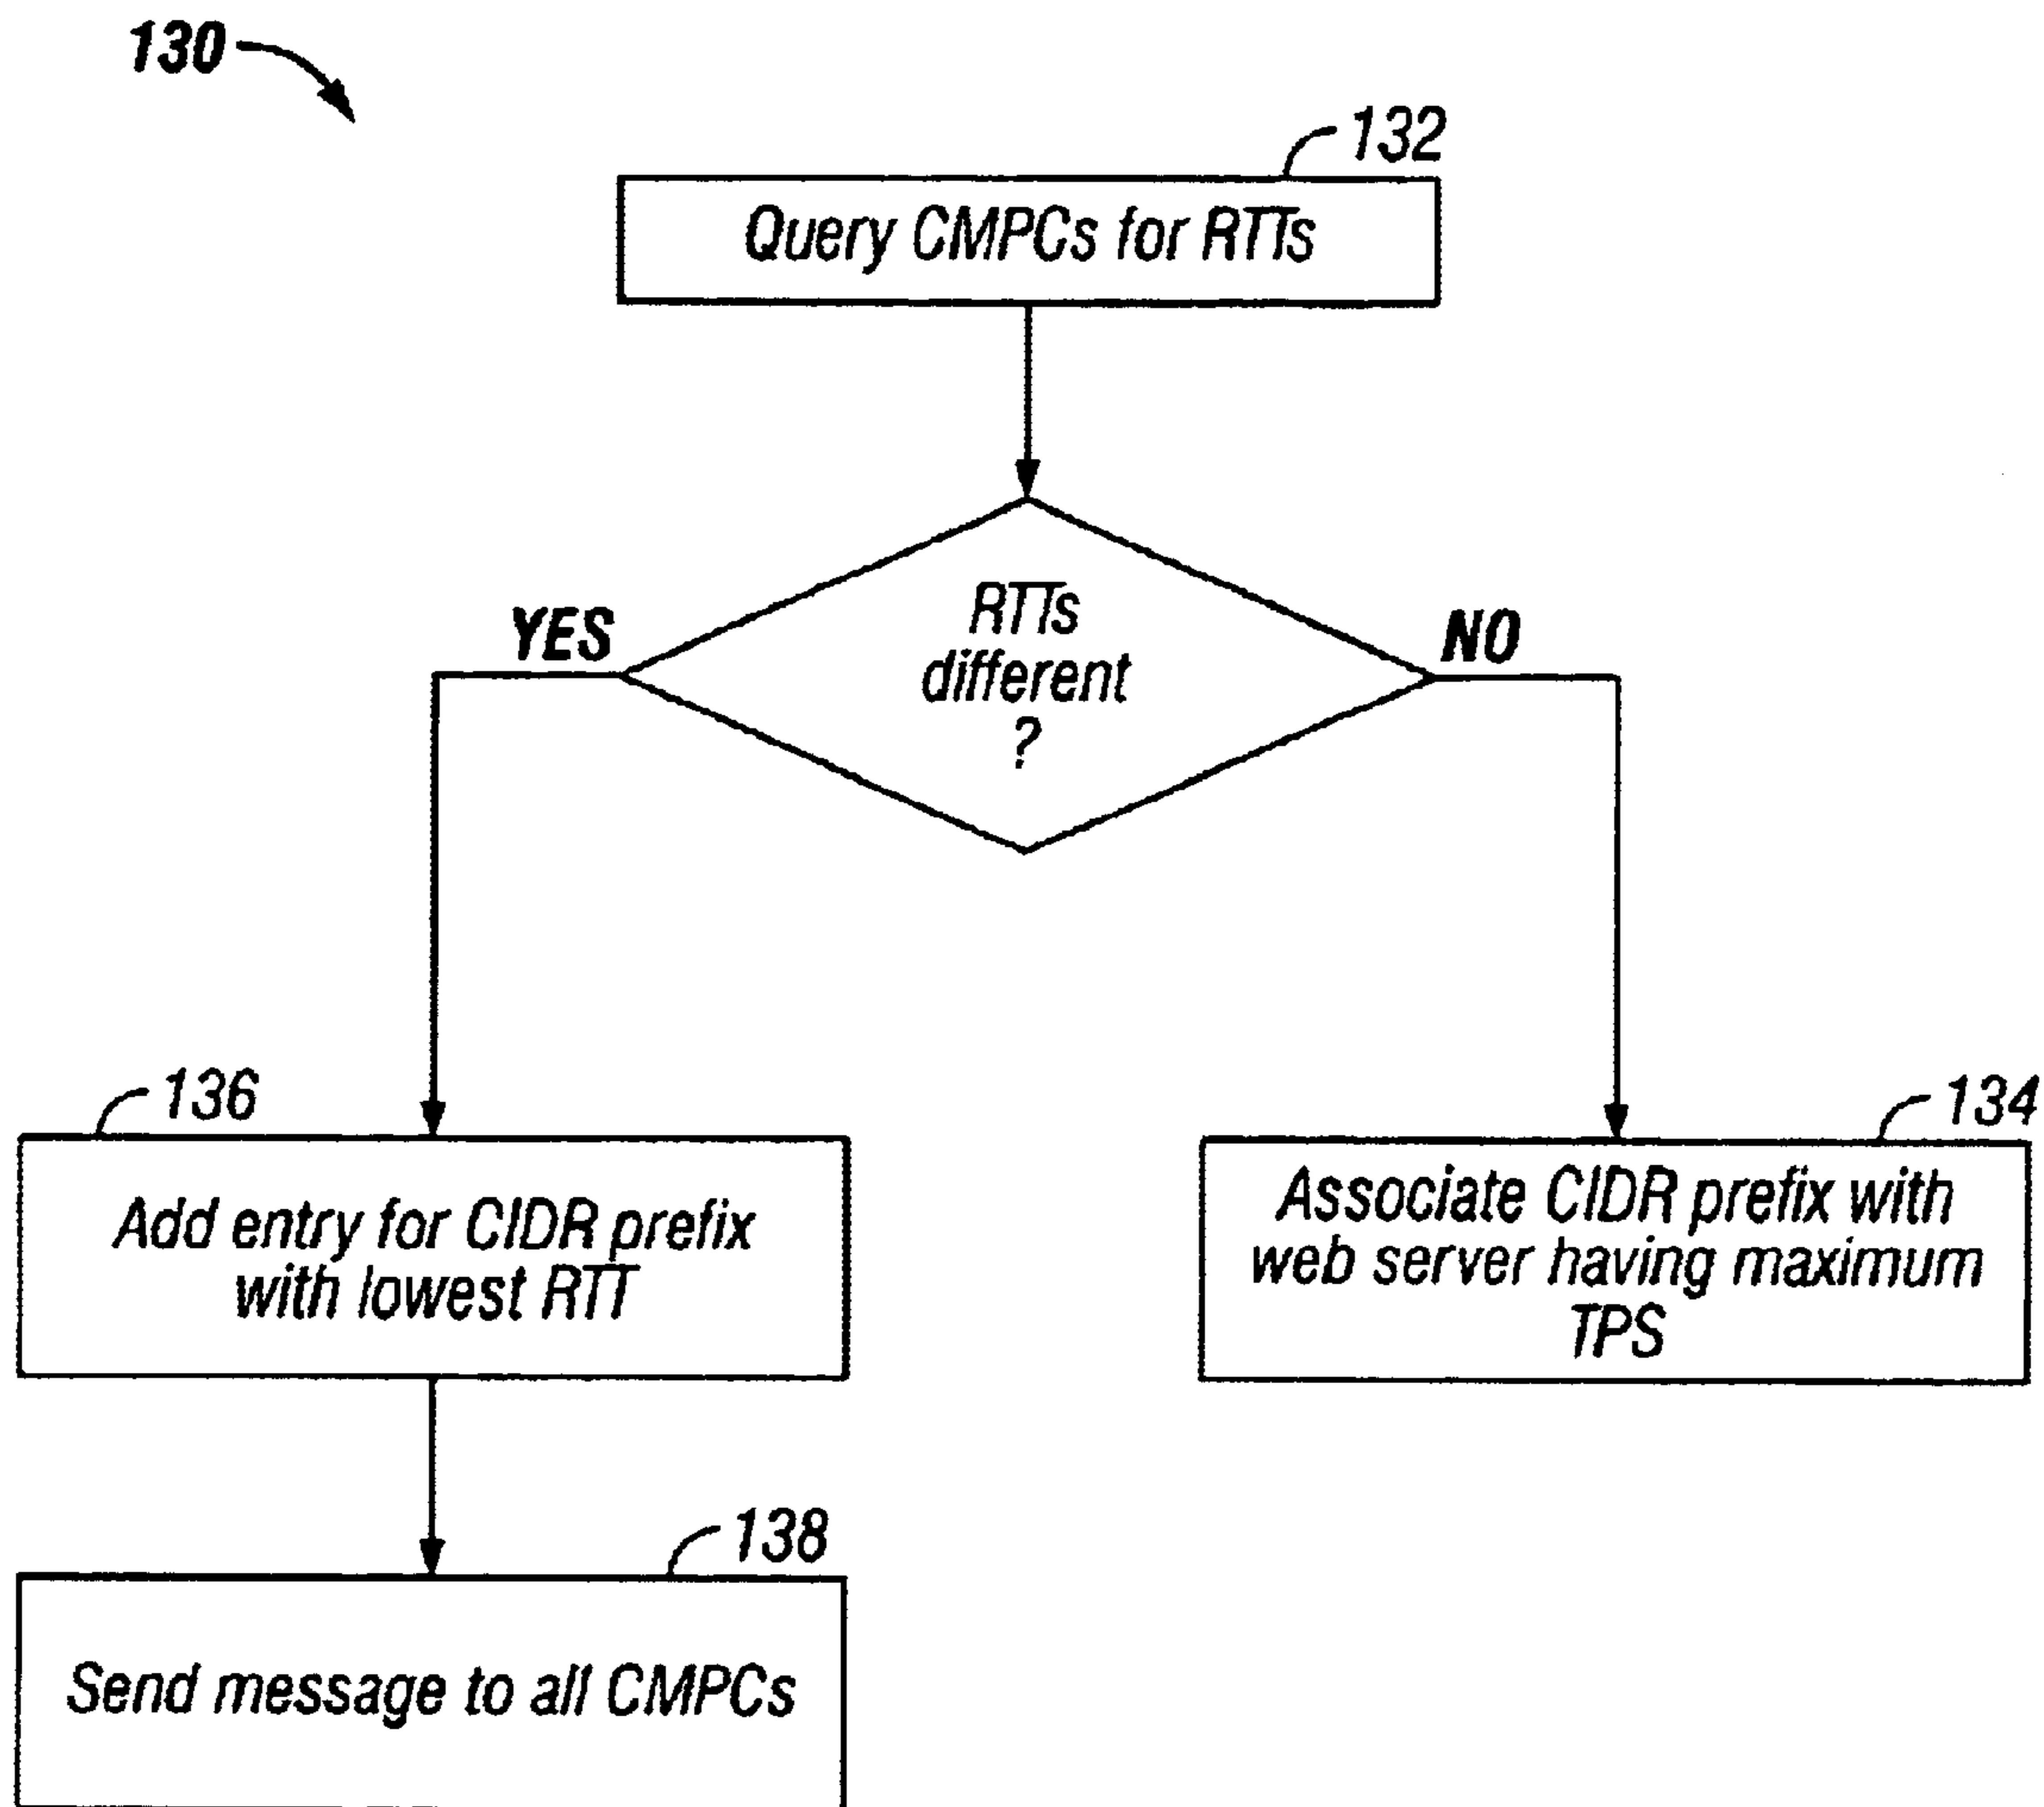 130
132
Query CMPCs for RTTs
RTTs
different
?
YES
NO
136
Add entry for CIDR prefix
with lowest RTT
134
Associate CIDR prefix with
web server having maximum
TPS
138
Send message to all CMPCs